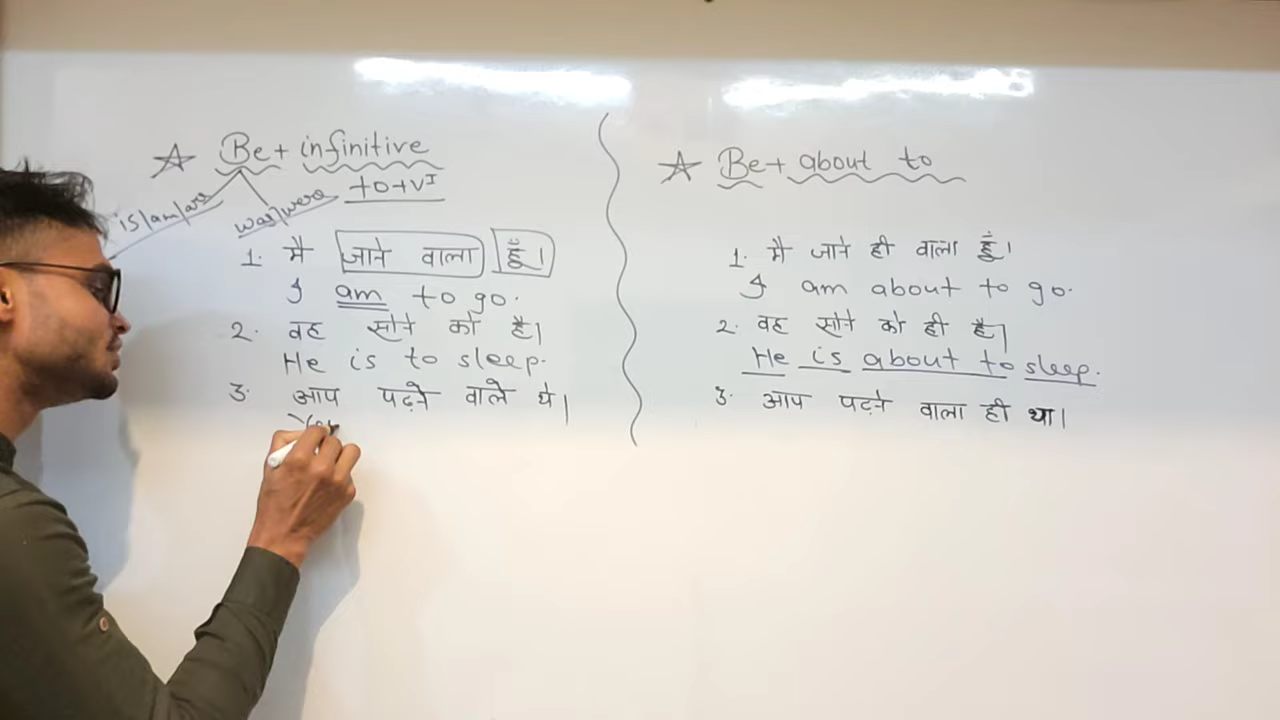 ☆ Be + infinitive
is/am/are was/were to+vI
1. मै जाने वाला हूँ।
I am to go.
2. वह सोने को है।
He is to sleep.
3. आप पढ़ने वाले थे।
You
☆ Be + about to
1. मै जाने ही वाला हूँ।
I am about to go.
2. वह सोने को ही है।
He is about to sleep.
3. आप पढ़ने वाला ही था।